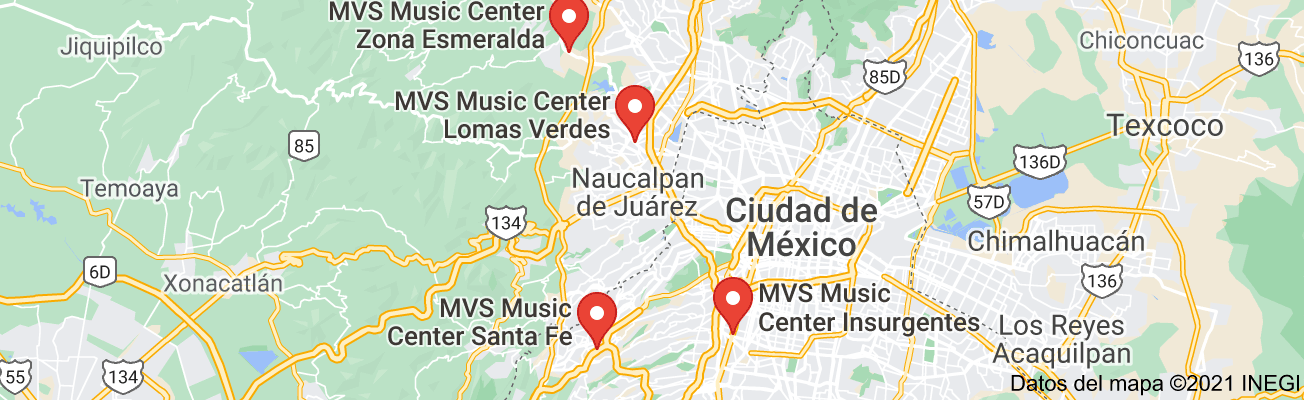 MVS Music Center
Zona Esmeralda
Jiquipilco
Chiconcuac
136
85D
MVS Music Center
Lomas Verdes
Texcoco
85
136D
Temoaya
Naucalpan
de Juárez
57D
134
Ciudad de
México
Chimalhuacán
6D
Xonacatlán
136
MVS Music
Center Santa Fe
MVS Music
Center Insurgentes
Los Reyes
Acaquilpan
55
134
Datos del mapa ©2021 INEGI